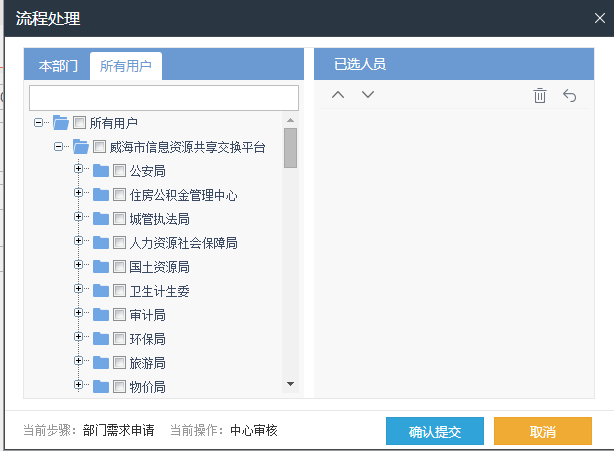 流程处理
本部门 所有用户
已选人员
所有用户
威海市信息资源共享交换平台
公安局
住房公积金管理中心
城管执法局
人力资源社会保障局
国土资源局
卫生计生委
审计局
环保局
旅游局
物价局
当前步骤：部门需求申请 当前操作：中心审核
确认提交 取消